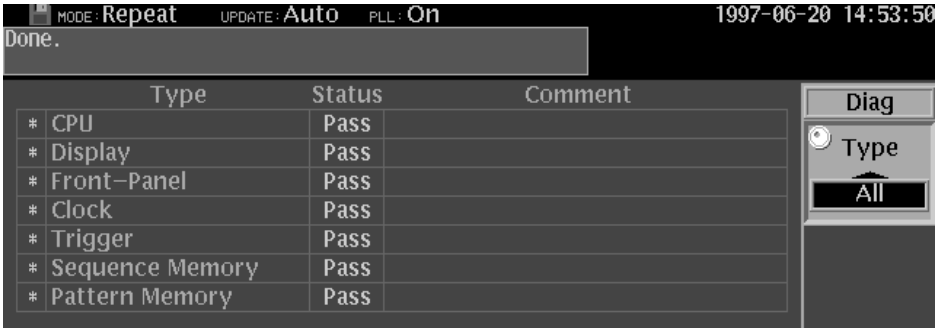 MODE: Repeat UPDATE: Auto PLL: On 1997-06-20 14:53:50
Done.
Type Status Comment
* CPU Pass
* Display Pass
* Front-Panel Pass
* Clock Pass
* Trigger Pass
* Sequence Memory Pass
* Pattern Memory Pass
Diag
Type
All